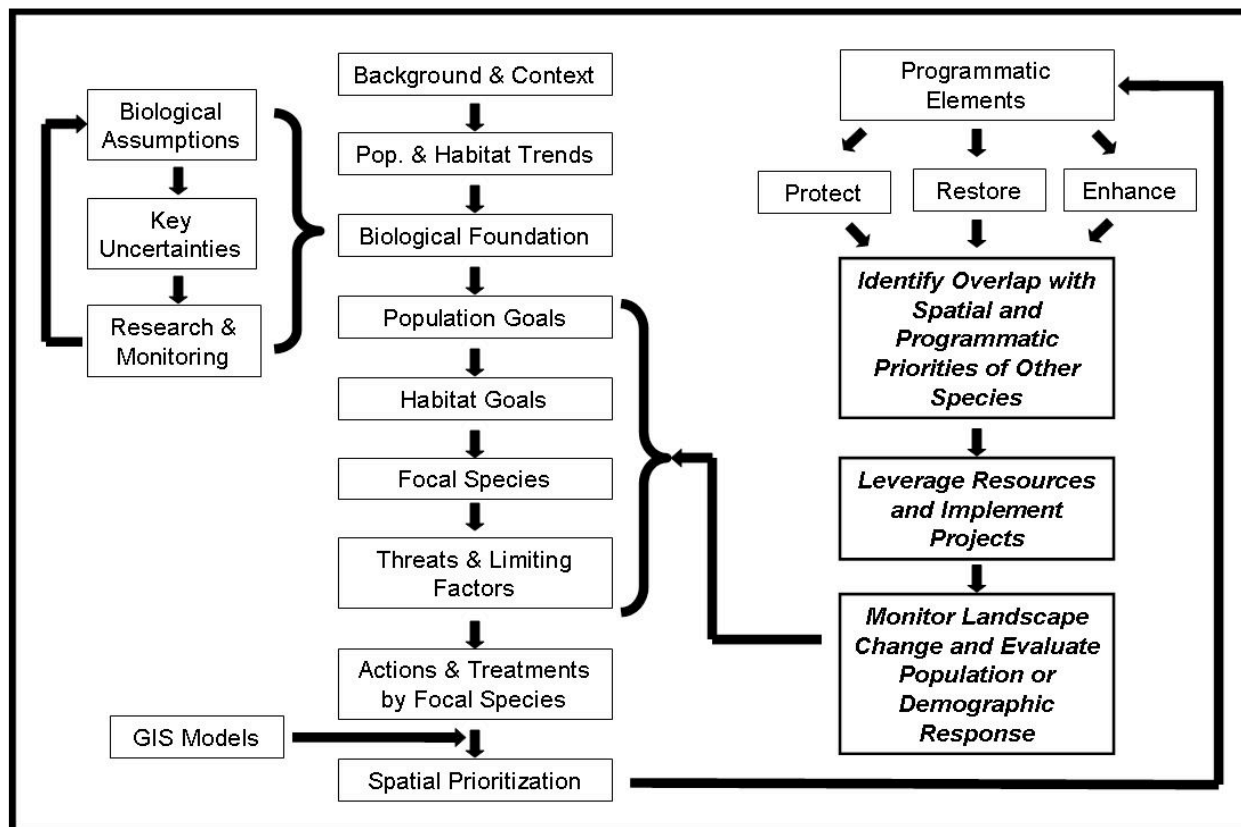 Background & Context
Pop. & Habitat Trends
Biological Foundation
Population Goals
Habitat Goals
Focal Species
Threats & Limiting
Factors
Actions & Treatments
by Focal Species
Spatial Prioritization
Biological
Assumptions
Key
Uncertainties
Research &
Monitoring
GIS Models
Programmatic
Elements
Protect
Restore
Enhance
Identify Overlap with
Spatial and
Programmatic
Priorities of Other
Species
Leverage Resources
and Implement
Projects
Monitor Landscape
Change and Evaluate
Population or
Demographic
Response